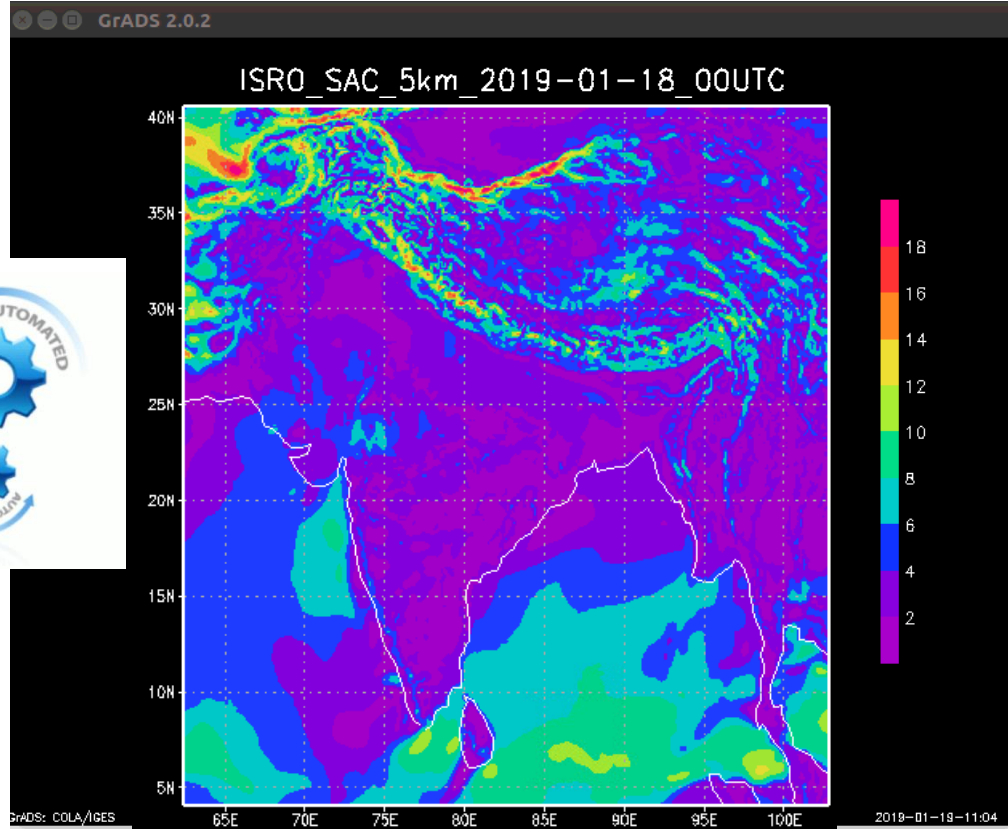 GrADS 2.0.2
ISRO_SAC_5km_2019-01-18_00UTC
40N
35N
30N
25N
20N
15N
10N
5N
65E 70E 75E 80E 85E 90E 95E 100E
18
16
14
12
10
8
6
4
2
UTOMATED
AUTO
GrADS: COLA/IGES
2019-01-19-11:04